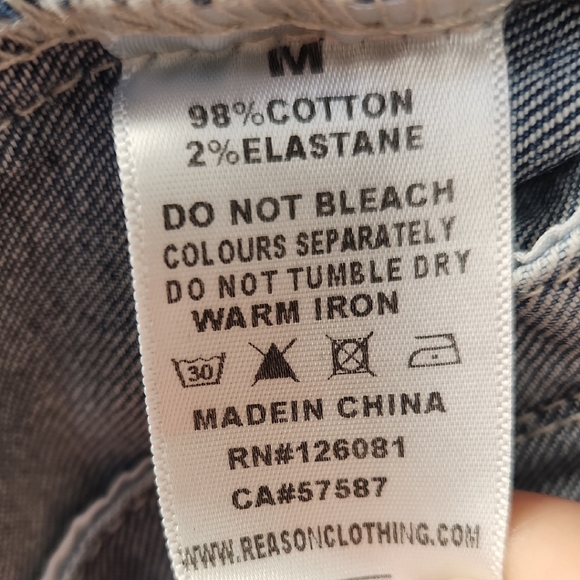 M
98%COTTON
2%ELASTANE
DO NOT BLEACH
COLOURS SEPARATELY
DO NOT TUMBLE DRY
WARM IRON
30
MADEIN CHINA
RN#126081
CA#57587
WWW.REASONCLOTHING.COM